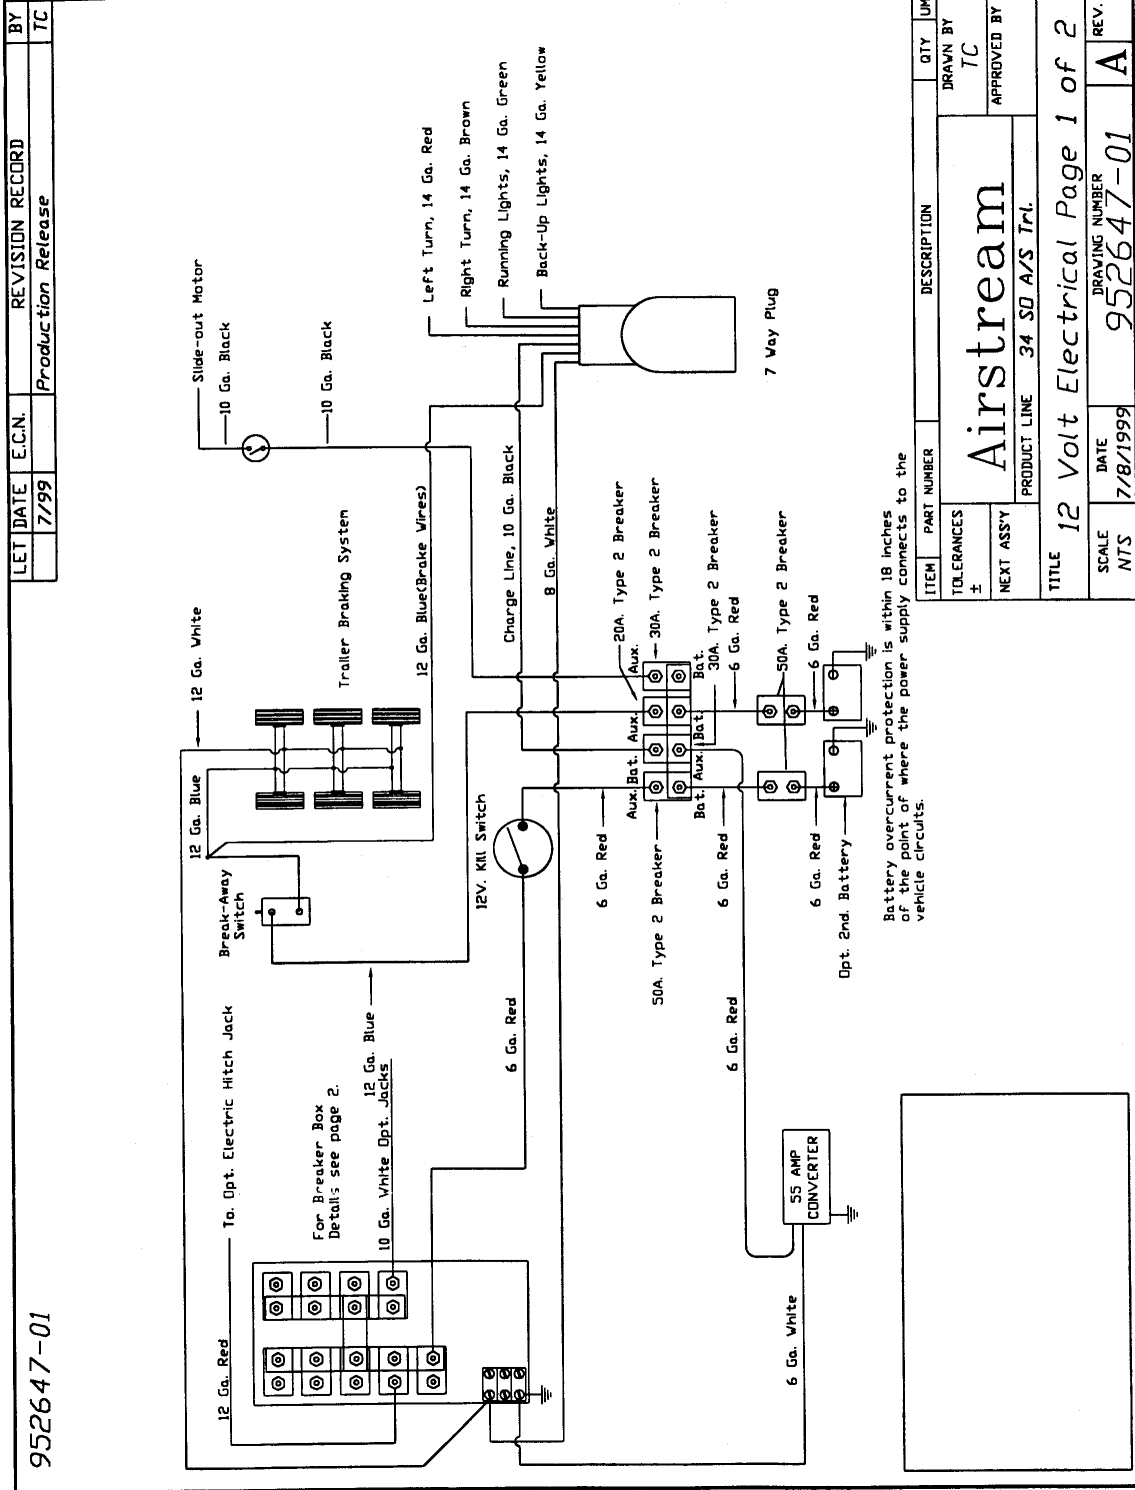 LET DATE E.C.N. REVISION RECORD BY
7/99 Production Release TC
952647-01
Slide-out Motor
10 Ga. Black
10 Ga. Black
Left Turn, 14 Ga. Red
Right Turn, 14 Ga. Brown
Running Lights, 14 Ga. Green
Back-Up Lights, 14 Ga. Yellow
7 Way Plug
12 Ga. White
12 Ga. Blue
Trailer Braking System
12 Ga. Blue(Brake Wires)
Charge Line, 10 Ga. Black
8 Ga. White
Break-Away
Switch
12V. Kill Switch
To. Opt. Electric Hitch Jack
12 Ga. Red
For Breaker Box
Details see page 2.
12 Ga. Blue
10 Ga. White Opt. Jacks
6 Ga. Red
6 Ga. Red
20A. Type 2 Breaker
30A. Type 2 Breaker
Aux. Bat. Aux. Aux.
Bat. Aux. Bat. Bat.
30A. Type 2 Breaker
6 Ga. Red
50A. Type 2 Breaker
6 Ga. Red
50A. Type 2 Breaker
6 Ga. Red
6 Ga. Red
6 Ga. Red
Opt. 2nd. Battery
55 AMP
CONVERTER
6 Ga. White
Battery overcurrent protection is within 18 inches
of the point of where the power supply connects to the
vehicle circuits.
ITEM PART NUMBER DESCRIPTION QTY UM
TOLERANCES
±
NEXT ASS'Y
Airstream
PRODUCT LINE 34 SO A/S Trl.
DRAWN BY
TC
APPROVED BY
TITLE
12 Volt Electrical Page 1 of 2
SCALE
NTS
DATE
7/8/1999
DRAWING NUMBER
952647-01
REV.
A